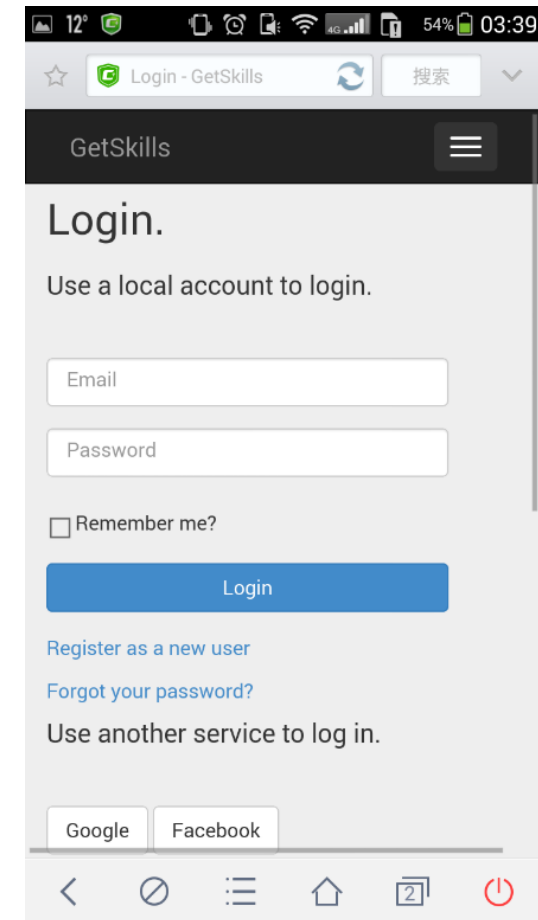 12° 4G 54% 03:39
Login - GetSkills 搜索
GetSkills
Login.
Use a local account to login.
Email
Password
Remember me?
Login
Register as a new user
Forgot your password?
Use another service to log in.
Google Facebook
2